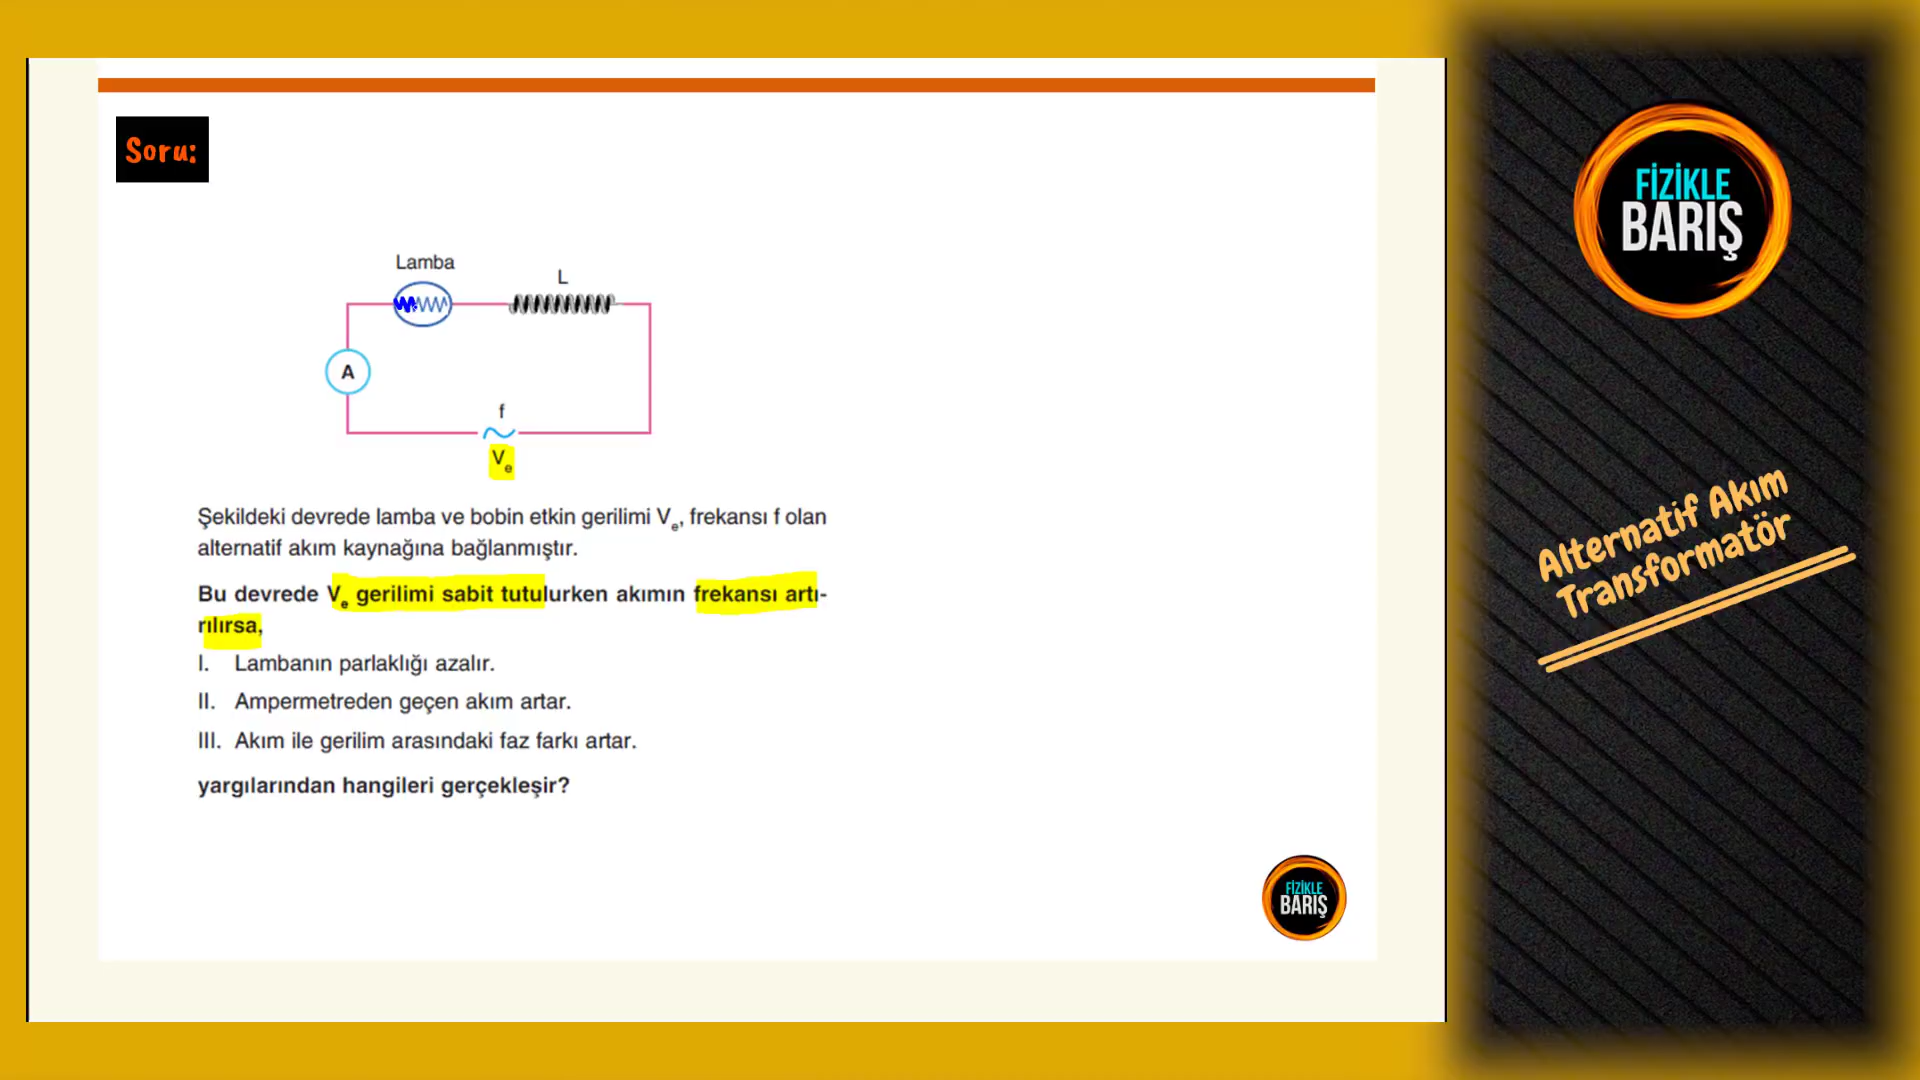 Soru:
Lamba
L
A
f
Ve
Şekildeki devrede lamba ve bobin etkin gerilimi Ve, frekansı f olan
alternatif akım kaynağına bağlanmıştır.
Bu devrede Ve gerilimi sabit tutulurken akımın frekansı artı-
rılırsa,
I. Lambanın parlaklığı azalır.
II. Ampermetreden geçen akım artar.
III. Akım ile gerilim arasındaki faz farkı artar.
yargılarından hangileri gerçekleşir?
FİZİKLE
BARIŞ
FİZİKLE
BARIŞ
Alternatif Akım
Transformatör